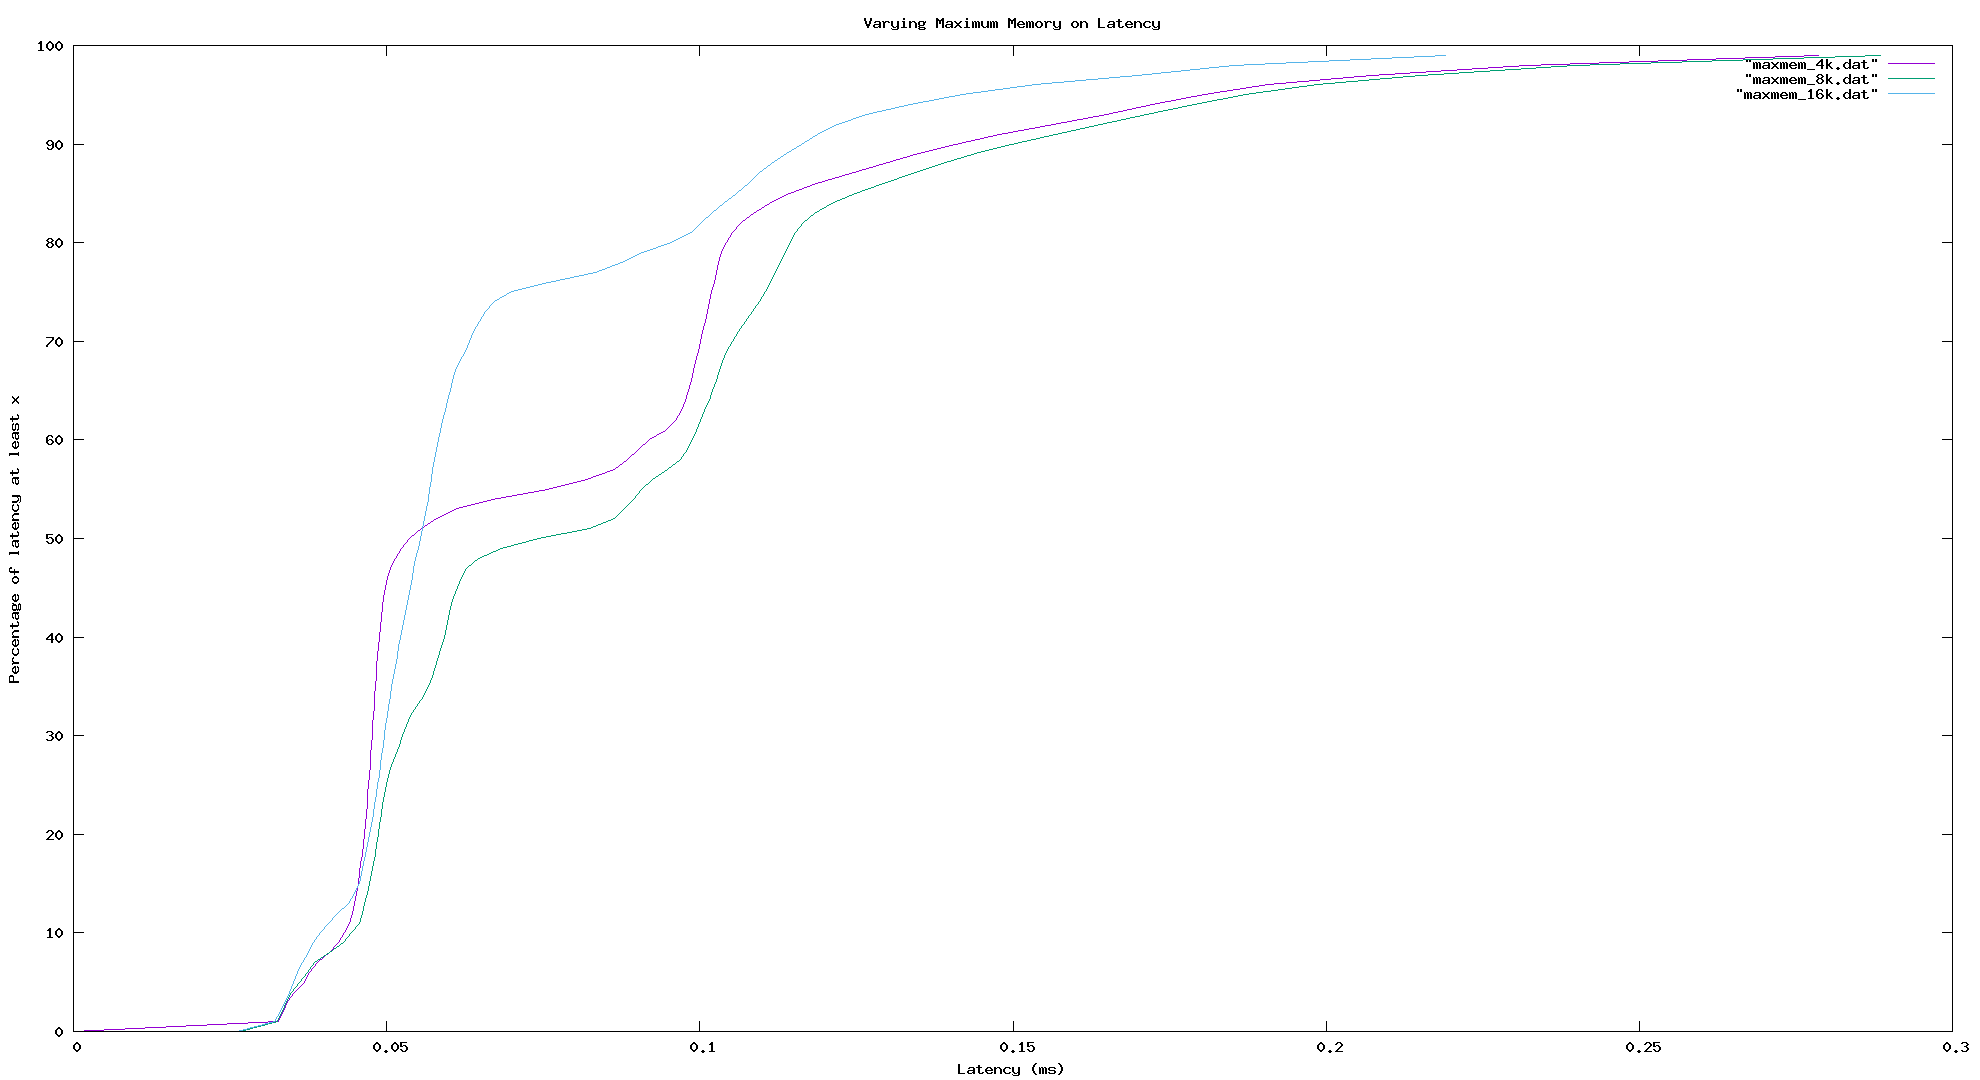 Varying Maximum Memory on Latency
100
90
80
70
60
50
40
30
20
10
0
Percentage of latency at least x
"maxmem_4k.dat"
"maxmem_8k.dat"
"maxmem_16k.dat"
0 0.05 0.1 0.15 0.2 0.25 0.3
Latency (ms)